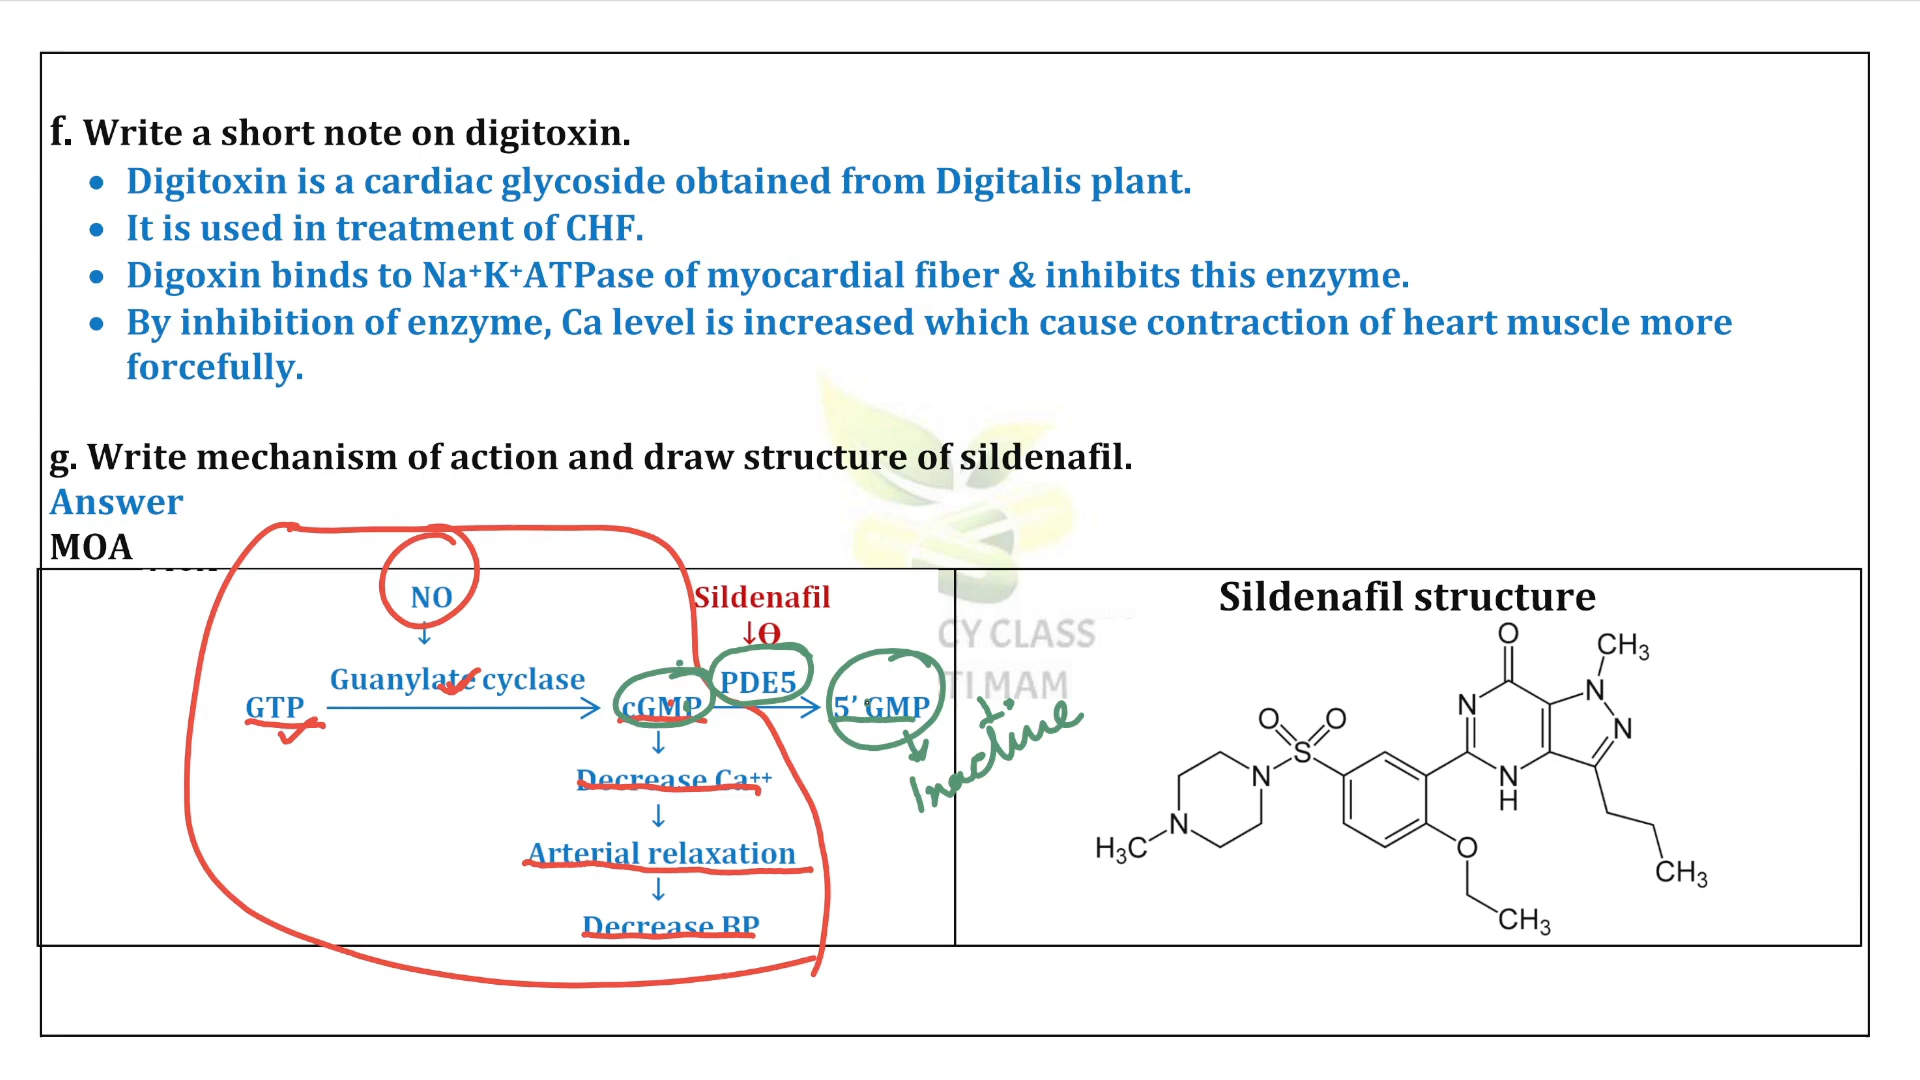 f. Write a short note on digitoxin.
• Digitoxin is a cardiac glycoside obtained from Digitalis plant.
• It is used in treatment of CHF.
• Digoxin binds to Na⁺K⁺ATPase of myocardial fiber & inhibits this enzyme.
• By inhibition of enzyme, Ca level is increased which cause contraction of heart muscle more
forcefully.
g. Write mechanism of action and draw structure of sildenafil.
Answer
MOA
NO
↓
Sildenafil
↓Θ
Guanylate cyclase
PDE5
GTP
cGMP
5' GMP
Inactive
↓
Decrease Ca⁺⁺
↓
Arterial relaxation
↓
Decrease BP
CY CLASS
TI MAM
Sildenafil structure
O
CH₃
N
N
N
O O
S
N
N
H
N
H₃C
O
CH₃
CH₃